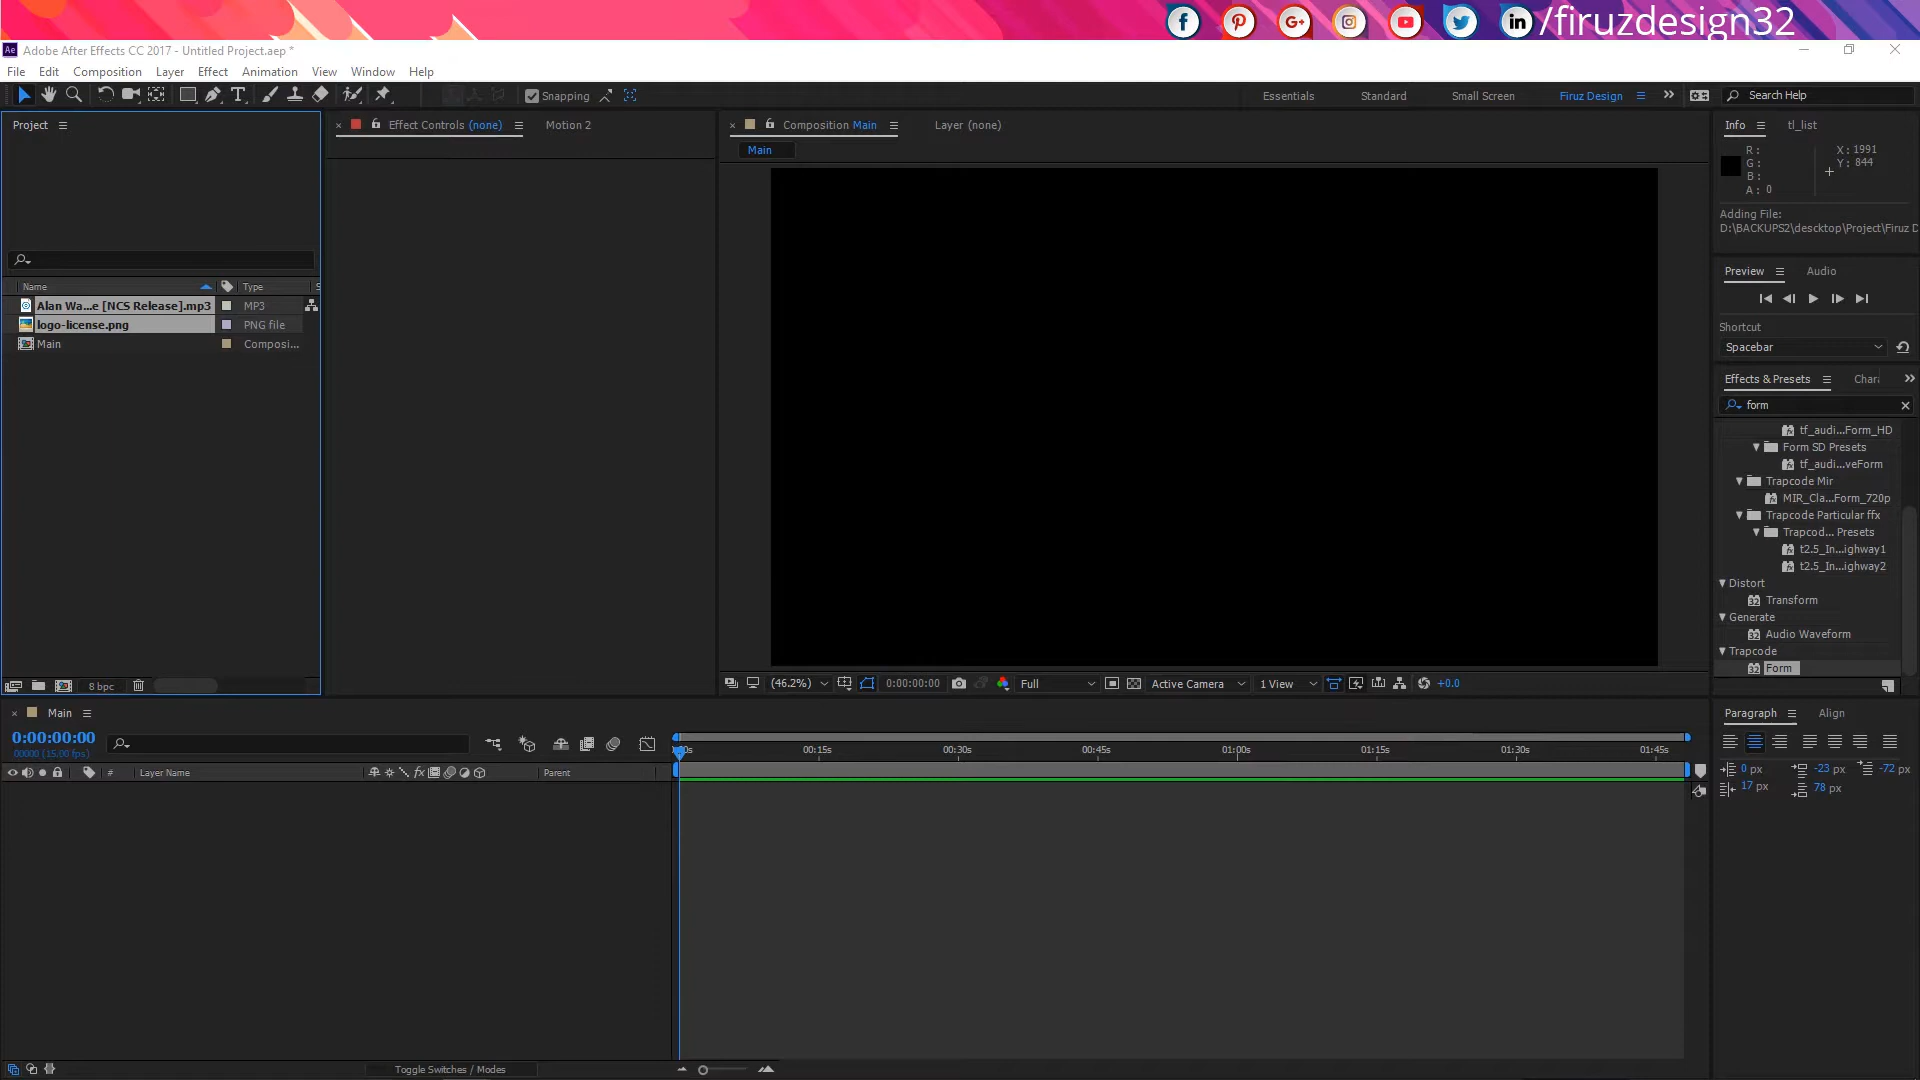 /firuzdesign32
Adobe After Effects CC 2017 - Untitled Project.aep *
File Edit Composition Layer Effect Animation View Window Help
Snapping Essentials Standard Small Screen Firuz Design Search Help
Project
Effect Controls (none) Motion 2
Composition Main Layer (none)
Main
Info tl_list
R :
G :
B :
A : 0
X : 1991
Y : 844
Adding File:
D:\BACKUPS2\descktop\Project\Firuz D
Name Type S
Alan Wa...e [NCS Release].mp3 MP3
logo-license.png PNG file
Main Composi...
Preview Audio
Shortcut
Spacebar
Effects & Presets Chara
form
tf_audi...Form_HD
Form SD Presets
tf_audi...veForm
Trapcode Mir
MIR_Cla...Form_720p
Trapcode Particular ffx
Trapcod... Presets
t2.5_In...ighway1
t2.5_In...ighway2
Distort
32 Transform
Generate
32 Audio Waveform
Trapcode
32 Form
8 bpc
(46.2%) 0:00:00:00 Full Active Camera 1 View +0.0
Main
0:00:00:00
00000 (15.00 fps)
# Layer Name fx Parent
00s 00:15s 00:30s 00:45s 01:00s 01:15s 01:30s 01:45s
Paragraph Align
0 px -23 px -72 px
17 px 78 px
Toggle Switches / Modes